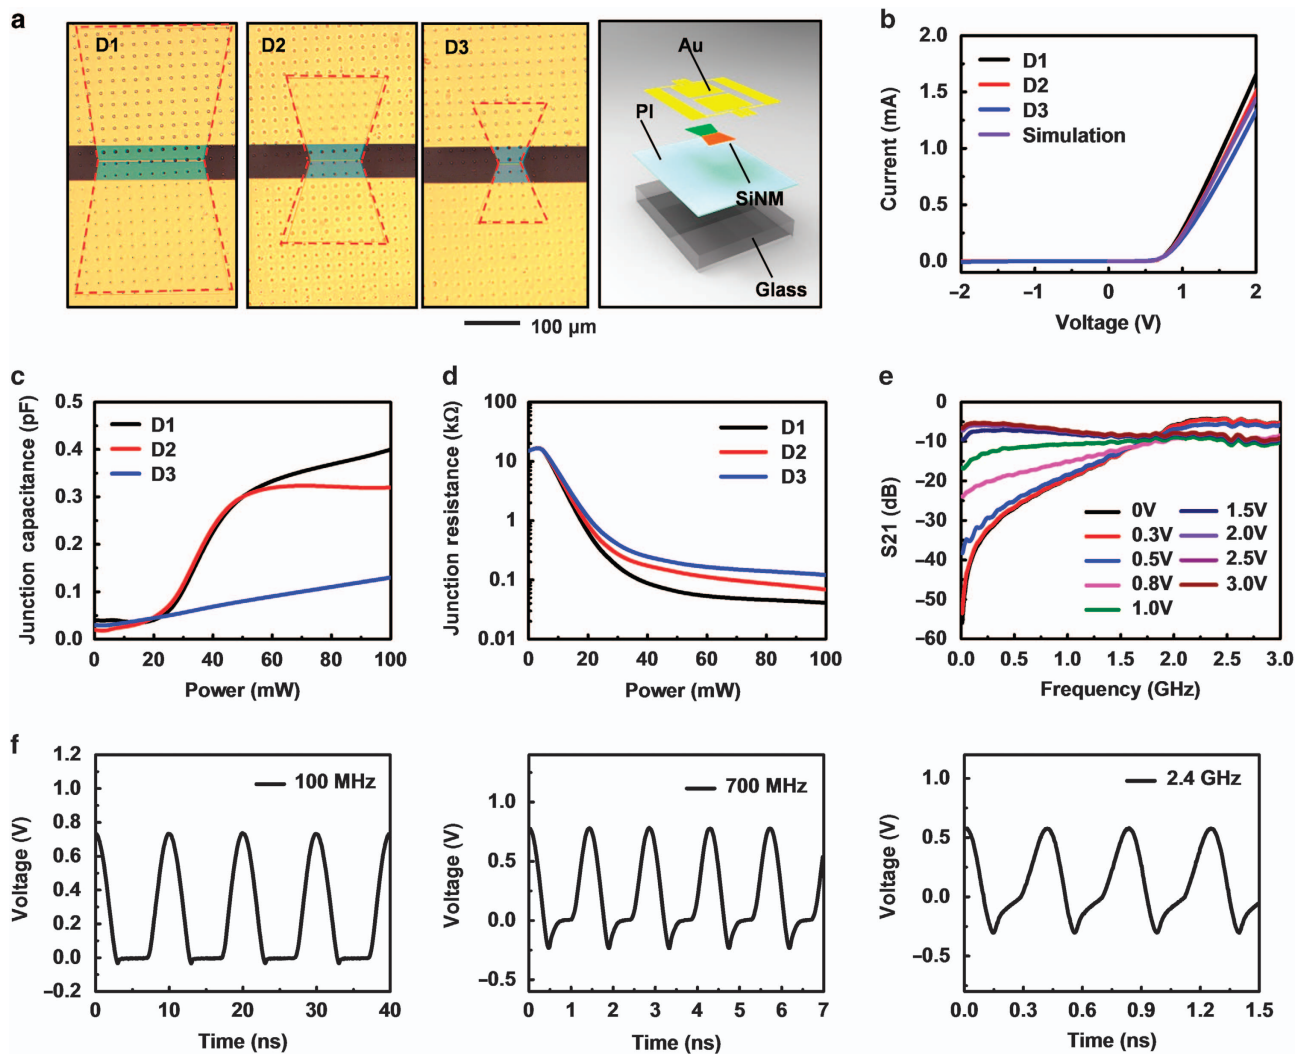 a
D1
D2
D3
Au
PI
SiNM
Glass
100 μm
b
2.0
1.5
1.0
0.5
0.0
Current (mA)
D1
D2
D3
Simulation
−2
−1
0
1
2
Voltage (V)
c
0.5
0.4
0.3
0.2
0.1
0.0
Junction capacitance (pF)
D1
D2
D3
0
20
40
60
80
100
Power (mW)
d
100
10
1
0.1
0.01
Junction resistance (kΩ)
D1
D2
D3
0
20
40
60
80
100
Power (mW)
e
0
−10
−20
−30
−40
−50
−60
S21 (dB)
0V
0.3V
0.5V
0.8V
1.0V
1.5V
2.0V
2.5V
3.0V
0.0
0.5
1.0
1.5
2.0
2.5
3.0
Frequency (GHz)
f
1.2
1.0
0.8
0.6
0.4
0.2
0.0
−0.2
Voltage (V)
100 MHz
0
10
20
30
40
Time (ns)
1.0
0.5
0.0
−0.5
Voltage (V)
700 MHz
0
1
2
3
4
5
6
7
Time (ns)
1.0
0.5
0.0
−0.5
Voltage (V)
2.4 GHz
0.0
0.3
0.6
0.9
1.2
1.5
Time (ns)